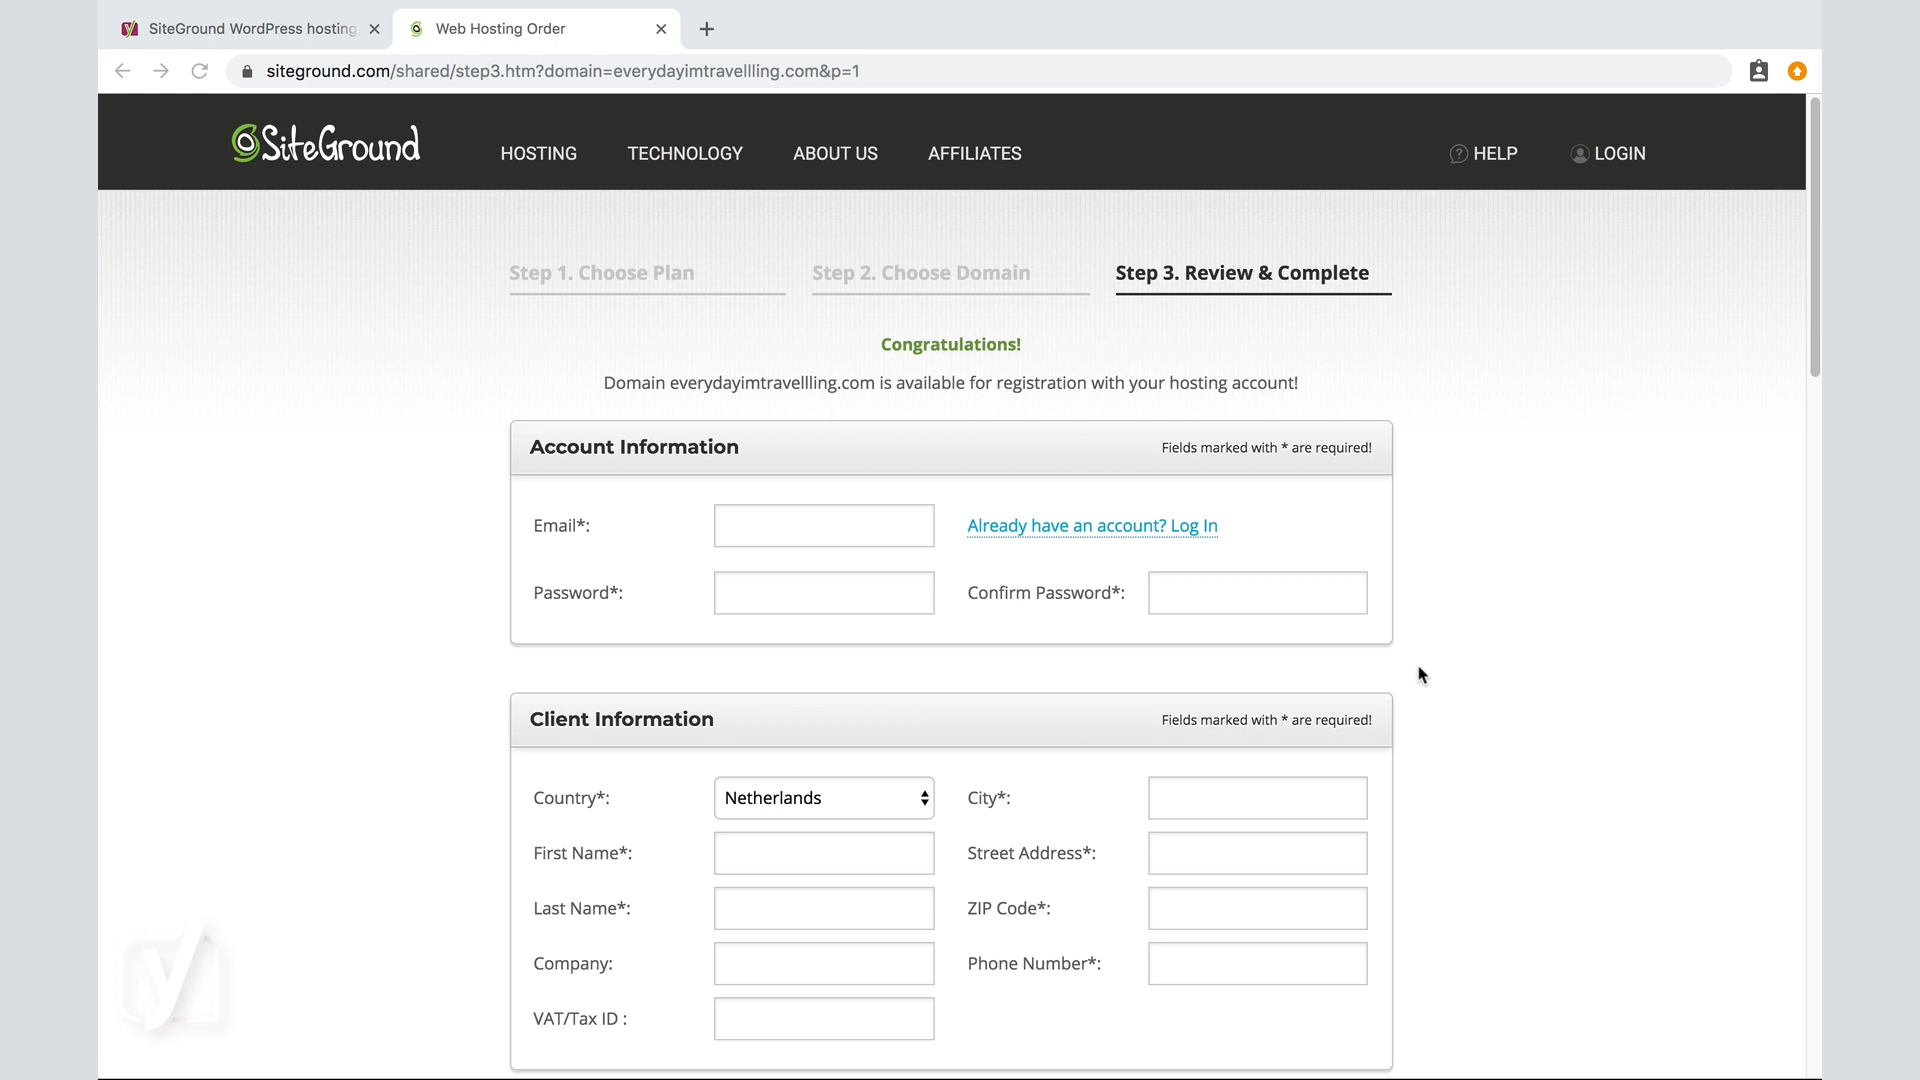 SiteGround WordPress hosting
Web Hosting Order
siteground.com/shared/step3.htm?domain=everydayimtravellling.com&p=1
SiteGround HOSTING TECHNOLOGY ABOUT US AFFILIATES ? HELP LOGIN
Step 1. Choose Plan Step 2. Choose Domain Step 3. Review & Complete
Congratulations!
Domain everydayimtravellling.com is available for registration with your hosting account!
Account Information Fields marked with * are required!
Email*: Already have an account? Log In
Password*: Confirm Password*:
Client Information Fields marked with * are required!
Country*: Netherlands City*:
First Name*: Street Address*:
Last Name*: ZIP Code*:
Company: Phone Number*:
VAT/Tax ID :
y